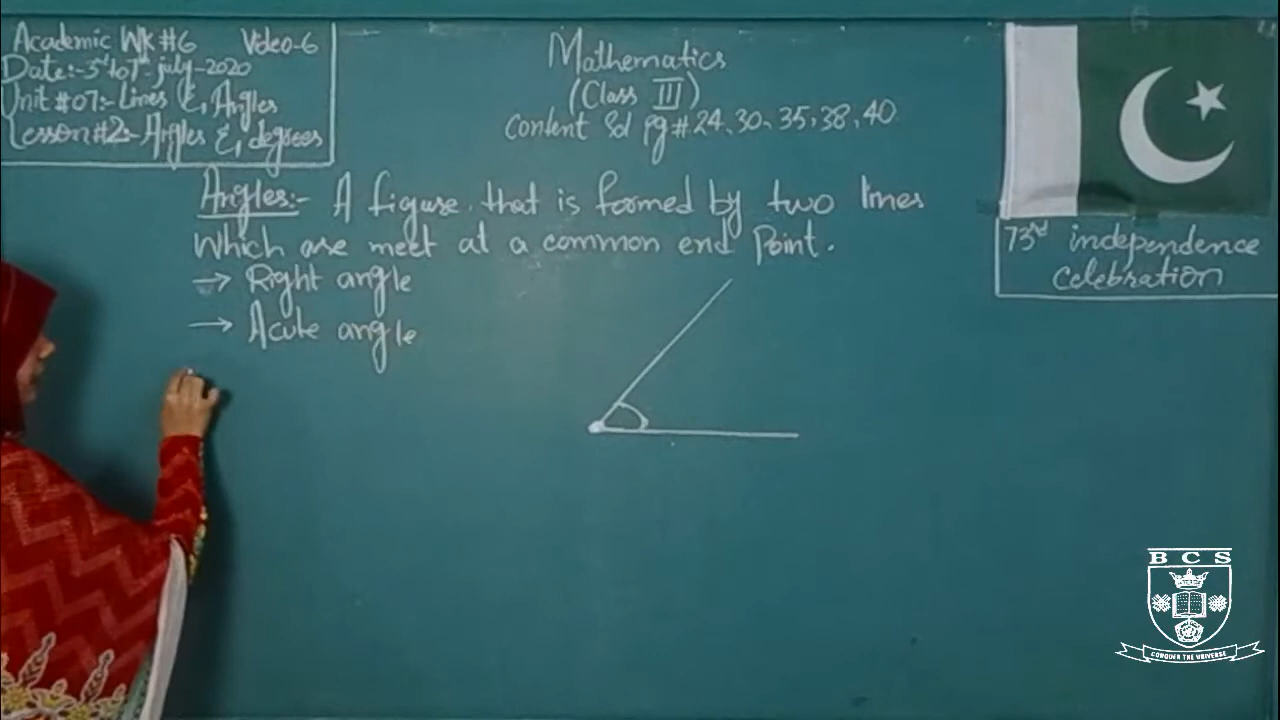 Academic WK #6 Video-6
Date:- 3rd to 7th july-2020
Unit #07:- Lines & Angles
Lesson #2:- Angles & degrees
Mathematics
(Class III)
Content Sd pg# 24, 30, 35, 38, 40
Angles:- A figure that is formed by two lines
which are meet at a common end point.
→ Right angle
→ Acute angle
73rd independence
celebration
BCS
CONQUER THE UNIVERSE